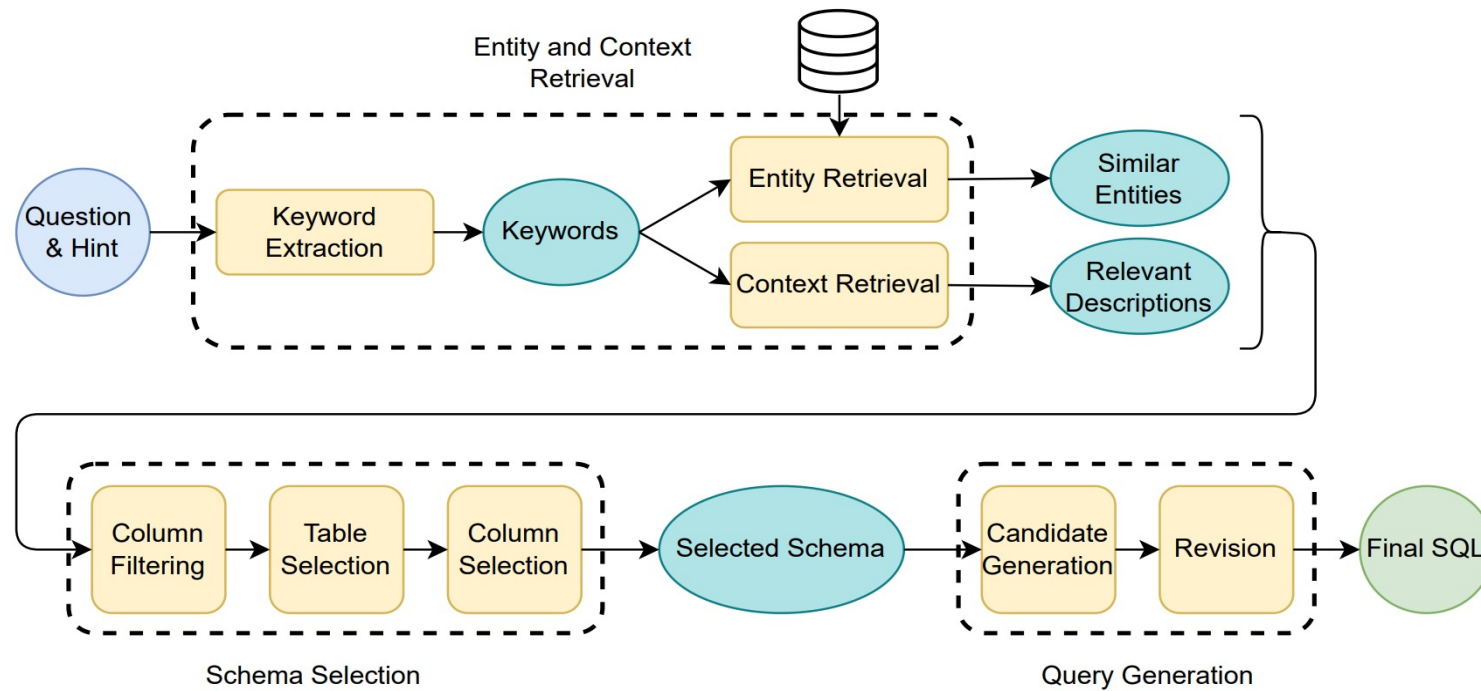 Entity and Context
Retrieval
Question
& Hint
Keyword
Extraction
Keywords
Entity Retrieval
Context Retrieval
Similar
Entities
Relevant
Descriptions
Column
Filtering
Table
Selection
Column
Selection
Selected Schema
Candidate
Generation
Revision
Final SQL
Schema Selection
Query Generation